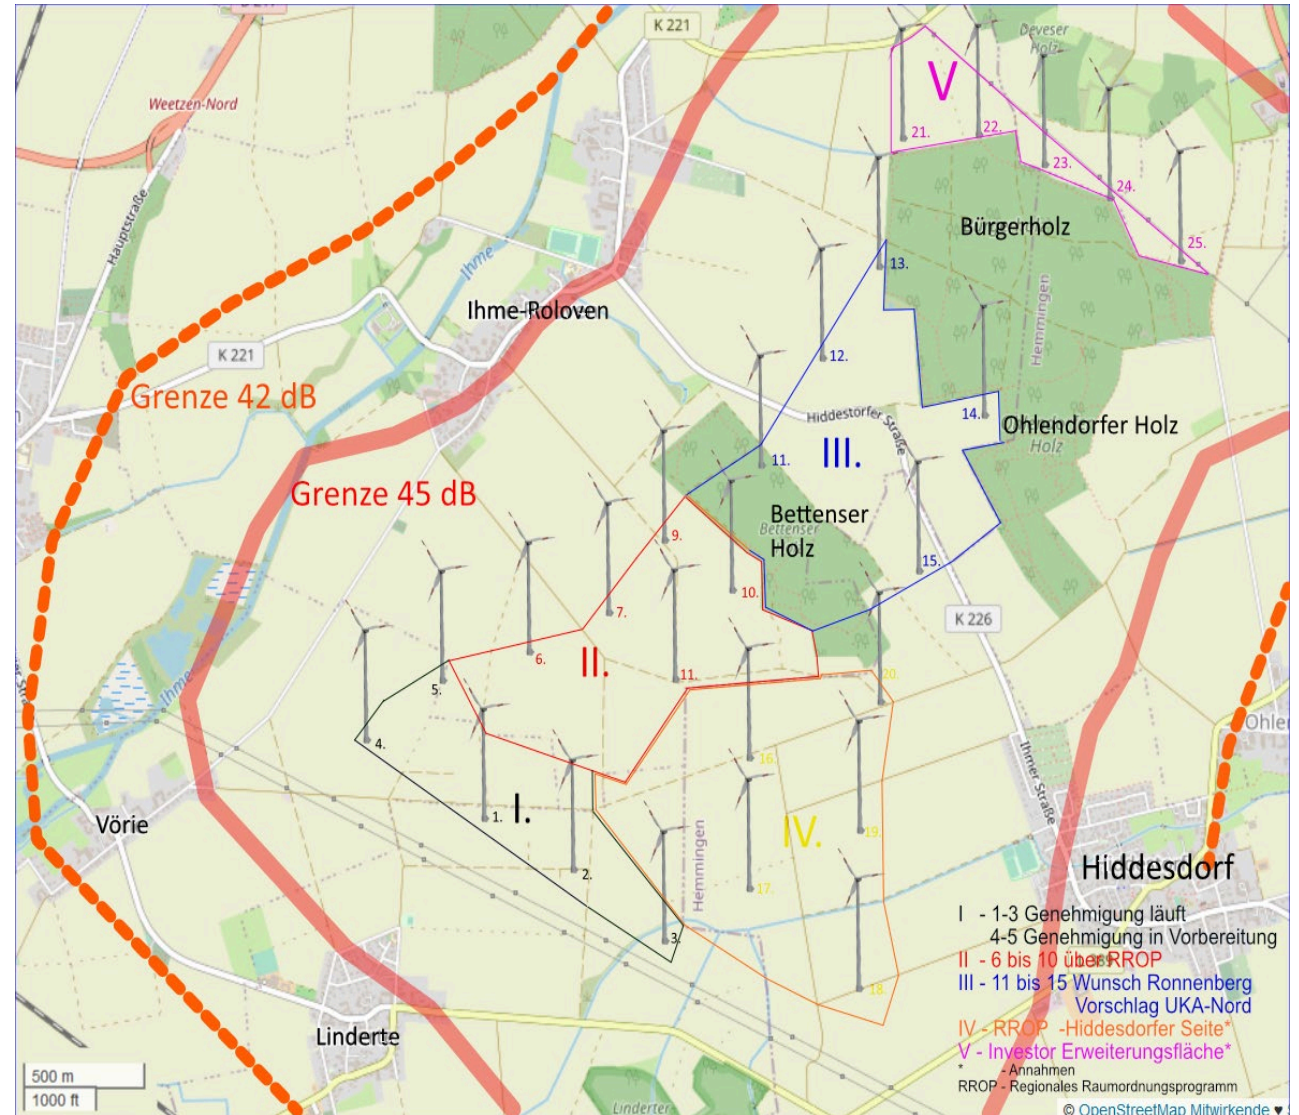 K 221
Deveser
Holz
V
Weetzen-Nord
21.
22.
23.
24.
25.
Hauptstraße
Bürgerholz
Ihme
13.
Hemmingen
Ihme-Roloven
12.
K 221
Grenze 42 dB
Hiddestorfer Straße
14.
Ohlendorfer Holz
Holz
III.
11.
Grenze 45 dB
Bettenser
Holz
Bettenser
9.
15.
10.
7.
K 226
6.
II.
11.
5.
20.
Ihme
4.
Ohlen
16.
Ihmer Straße
I.
1.
Vörie
IV.
19.
Hemmingen
2.
17.
Hiddesdorf
3.
18.
I - 1-3 Genehmigung läuft
4-5 Genehmigung in Vorbereitung
II - 6 bis 10 über RROP
III - 11 bis 15 Wunsch Ronnenberg
Vorschlag UKA-Nord
IV - RROP -Hiddesdorfer Seite*
V - Investor Erweiterungsfläche*
* - Annahmen
RROP - Regionales Raumordnungsprogramm
Linderte
500 m
1000 ft
Linderter
© OpenStreetMap Mitwirkende ♥